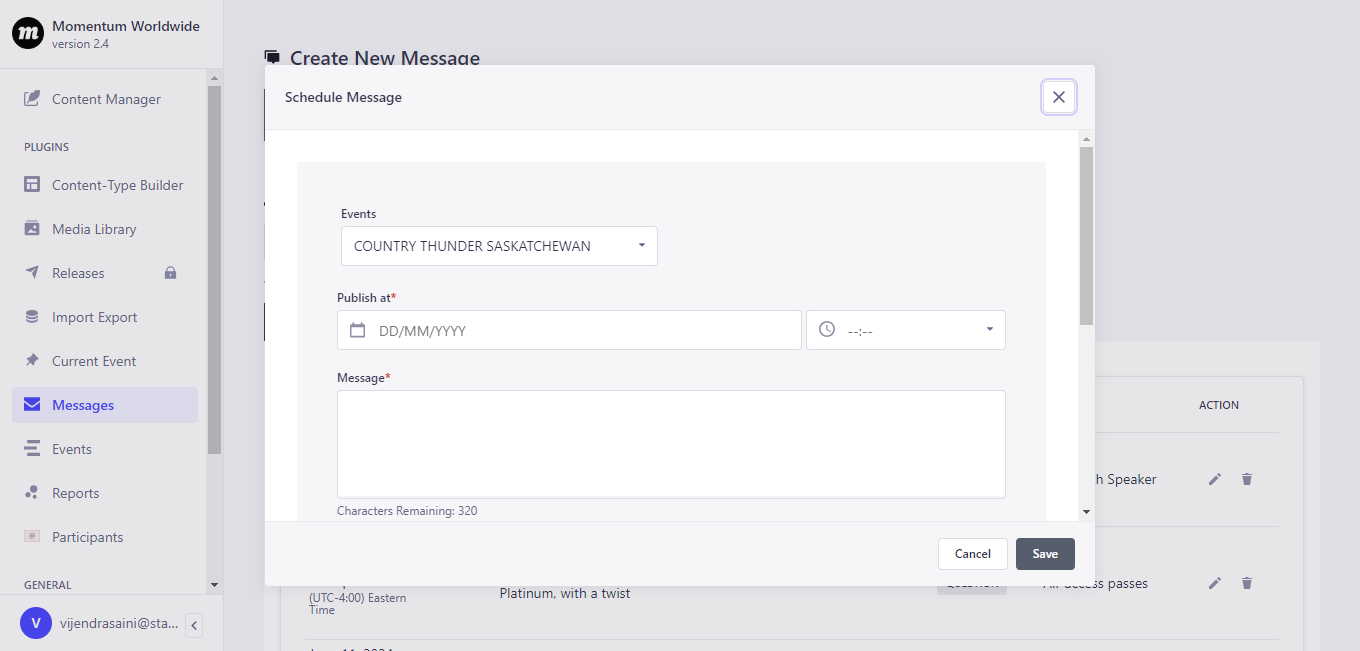 Momentum Worldwide
version 2.4
Content Manager
PLUGINS
Content-Type Builder
Media Library
Releases
Import Export
Current Event
Messages
Events
Reports
Participants
GENERAL
V
vijendrasaini@sta...
Create New Message
Schedule Message
Events
COUNTRY THUNDER SASKATCHEWAN
Publish at*
DD/MM/YYYY
--:--
Message*
Characters Remaining: 320
Cancel
Save
ACTION
h Speaker
(UTC-4:00) Eastern
Time
Platinum, with a twist
access passes